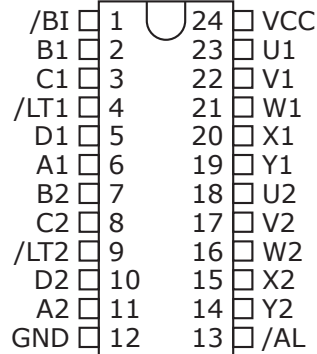 /BI 1 24 VCC
B1 2 23 U1
C1 3 22 V1
/LT1 4 21 W1
D1 5 20 X1
A1 6 19 Y1
B2 7 18 U2
C2 8 17 V2
/LT2 9 16 W2
D2 10 15 X2
A2 11 14 Y2
GND 12 13 /AL